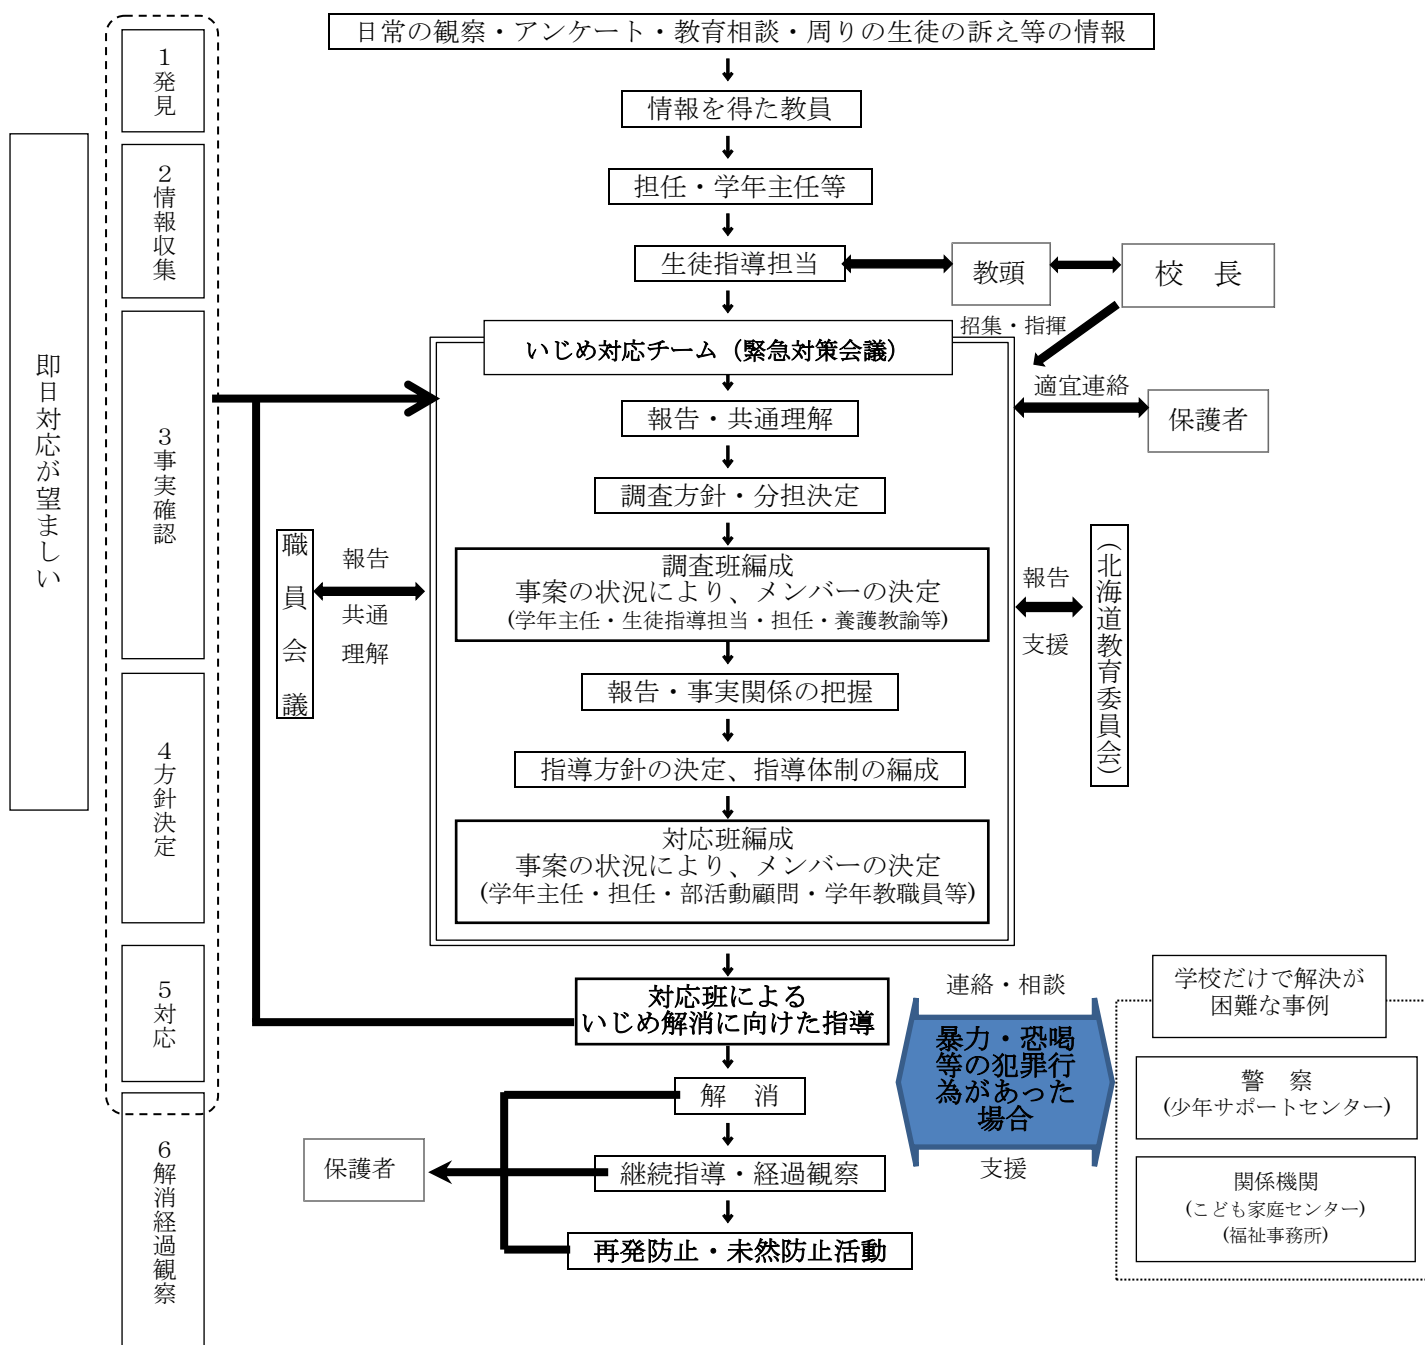 日常の観察・アンケート・教育相談・周りの生徒の訴え等の情報
1発見
情報を得た教員
2情報収集
担任・学年主任等
生徒指導担当
教頭
校　長
招集・指揮
いじめ対応チーム（緊急対策会議）
適宜連絡
保護者
即日対応が望ましい
3事実確認
報告・共通理解
調査方針・分担決定
職員会議
報告
共通
理解
調査班編成
事案の状況により、メンバーの決定
(学年主任・生徒指導担当・担任・養護教諭等)
報告
支援
（北海道教育委員会）
報告・事実関係の把握
4方針決定
指導方針の決定、指導体制の編成
対応班編成
事案の状況により、メンバーの決定
(学年主任・担任・部活動顧問・学年教職員等)
5対応
対応班による
いじめ解消に向けた指導
連絡・相談
暴力・恐喝
等の犯罪行
為があった
場合
支援
学校だけで解決が
困難な事例
警　察
(少年サポートセンター)
関係機関
(こども家庭センター)
(福祉事務所)
6解消経過観察
解　消
保護者
継続指導・経過観察
再発防止・未然防止活動